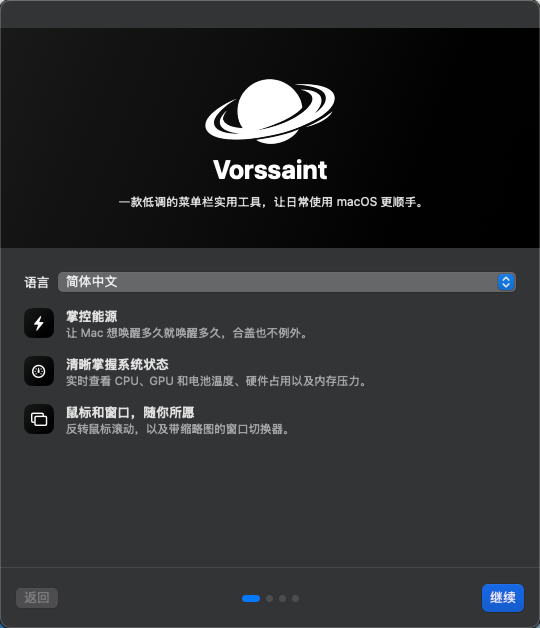 Vorssaint
一款低调的菜单栏实用工具，让日常使用 macOS 更顺手。
语言 简体中文
掌控能源
让 Mac 想唤醒多久就唤醒多久，合盖也不例外。
清晰掌握系统状态
实时查看 CPU、GPU 和电池温度、硬件占用以及内存压力。
鼠标和窗口，随你所愿
反转鼠标滚动，以及带缩略图的窗口切换器。
返回 继续